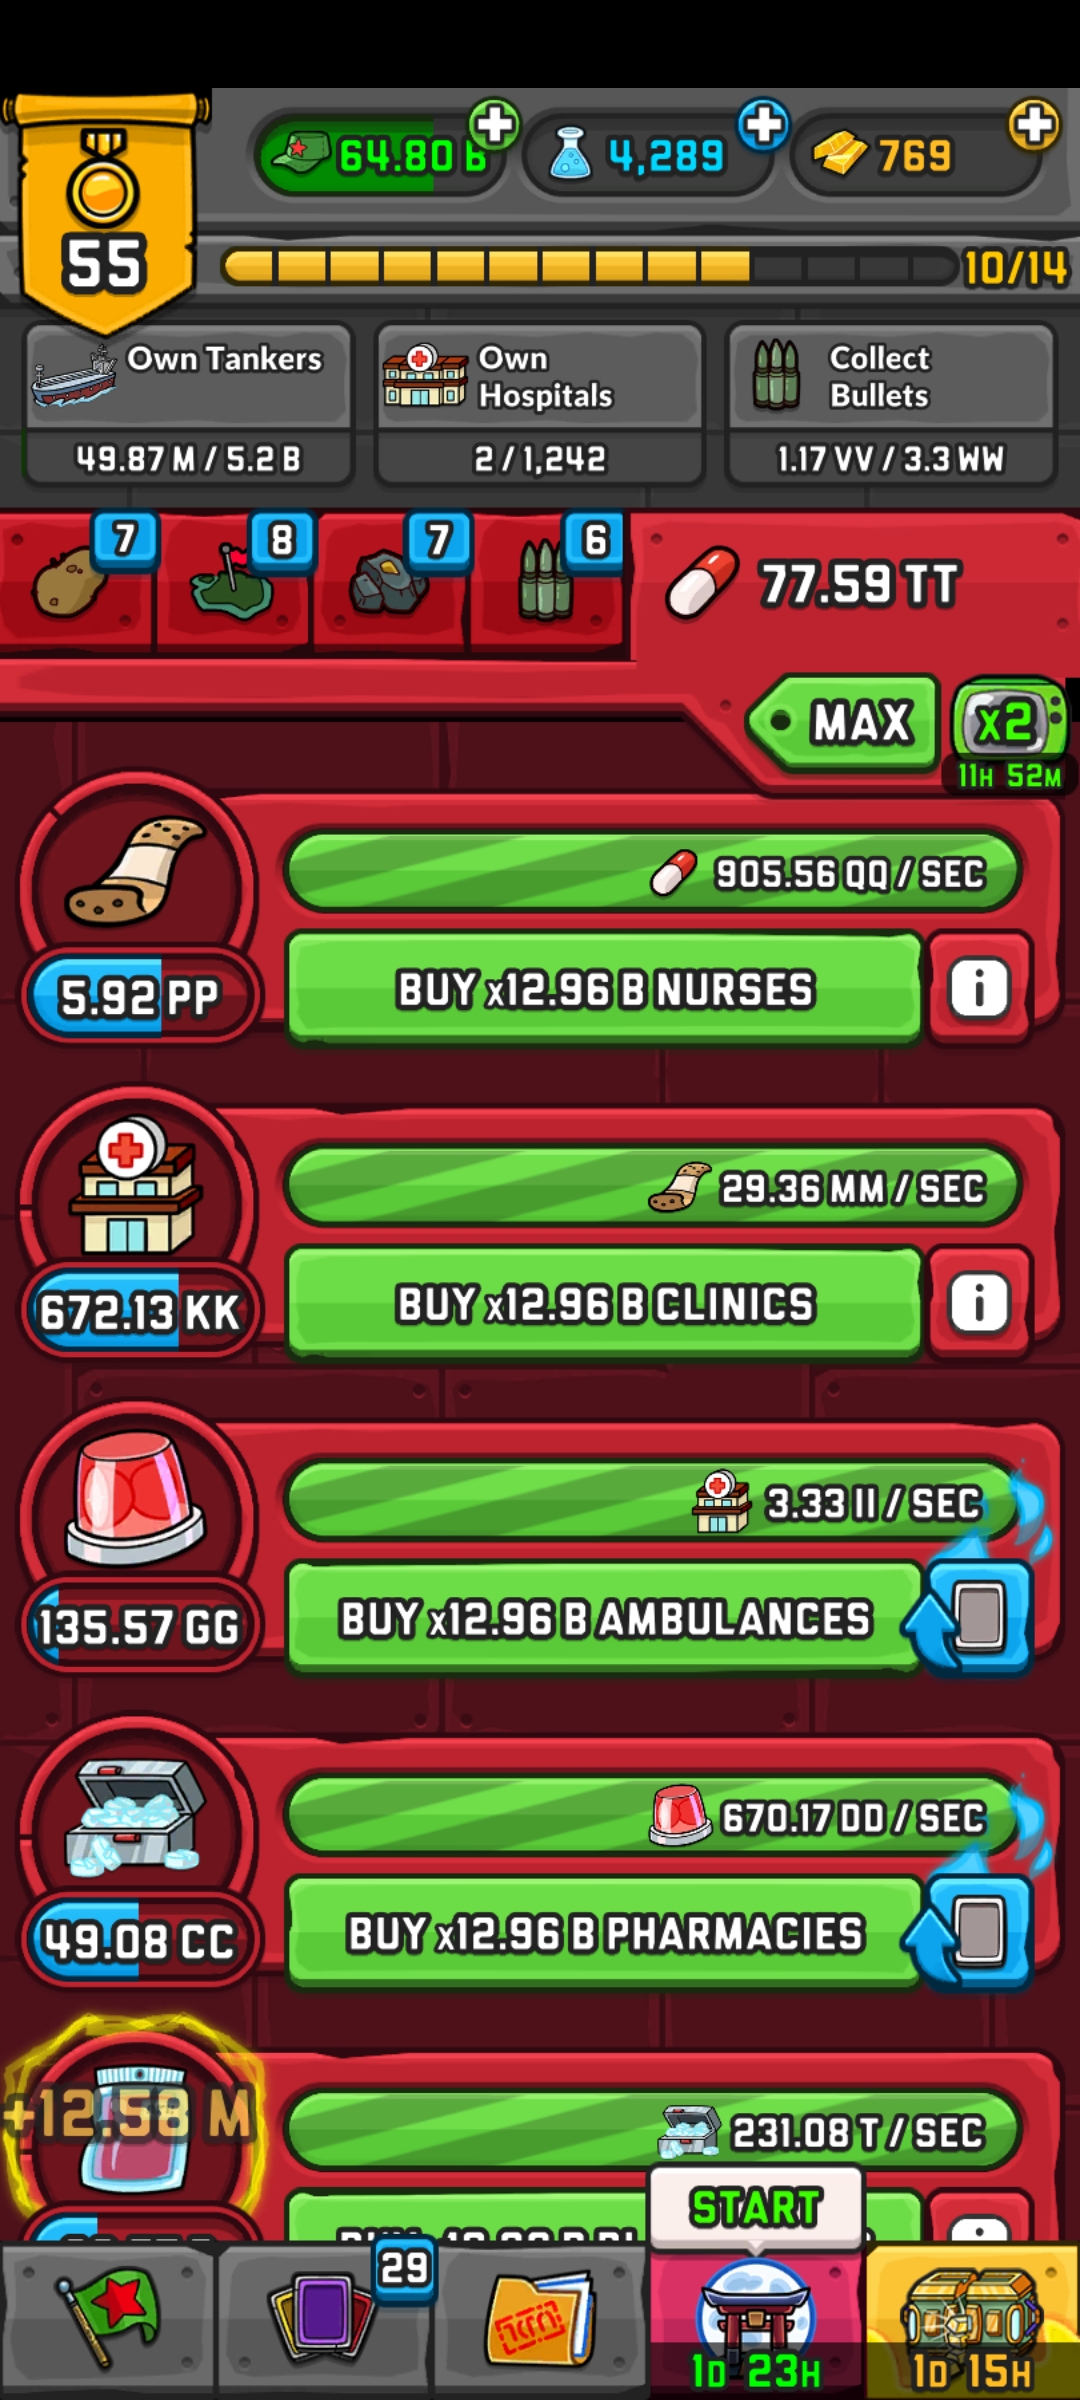 55
64.80 B
4,289
769
10/14
Own Tankers
49.87 M / 5.2 B
Own
Hospitals
2 / 1,242
Collect
Bullets
1.17 VV / 3.3 WW
7
8
7
6
77.59 TT
MAX
x2
11H 52M
905.56 QQ / SEC
5.92 PP
BUY x12.96 B NURSES
i
29.36 MM / SEC
672.13 KK
BUY x12.96 B CLINICS
i
3.33 II / SEC
135.57 GG
BUY x12.96 B AMBULANCES
670.17 DD / SEC
49.08 CC
BUY x12.96 B PHARMACIES
+12.58 M
231.08 T / SEC
START
29
1D 23H
1D 15H